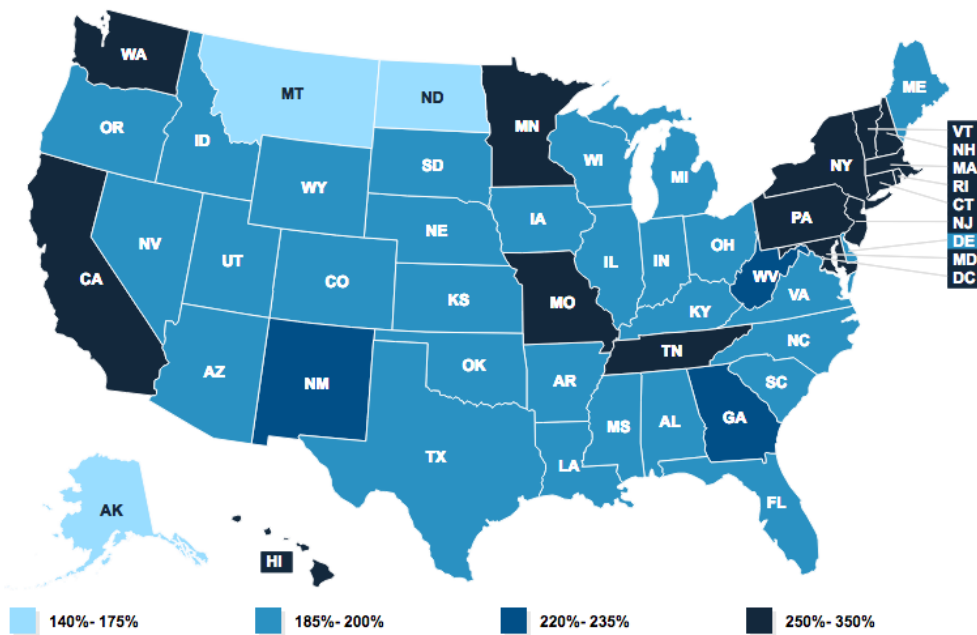 WA
MT
ND
MN
ME
OR
ID
SD
WI
MI
NY
VT
NH
MA
RI
CT
NJ
DE
MD
DC
WY
IA
PA
NE
NV
UT
CO
IL
IN
OH
WV
VA
CA
KS
MO
KY
NC
TN
AZ
NM
OK
AR
SC
MS
AL
GA
TX
LA
FL
AK
HI
140%- 175%
185%- 200%
220%- 235%
250%- 350%